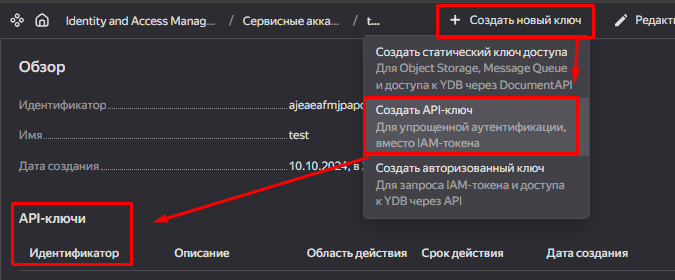 Identity and Access Manag... / Сервисные акка... / t... + Создать новый ключ Редакти
Создать статический ключ доступа
Для Object Storage, Message Queue
и доступа к YDB через DocumentAPI
Обзор
Идентификатор ajeaeafmjpapc
Создать API-ключ
Для упрощенной аутентификации,
вместо IAM-токена
Имя test
Дата создания 10.10.2024, в
Создать авторизованный ключ
Для запроса IAM-токена и доступа
к YDB через API
API-ключи
Идентификатор Описание Область действия Срок действия Дата создания